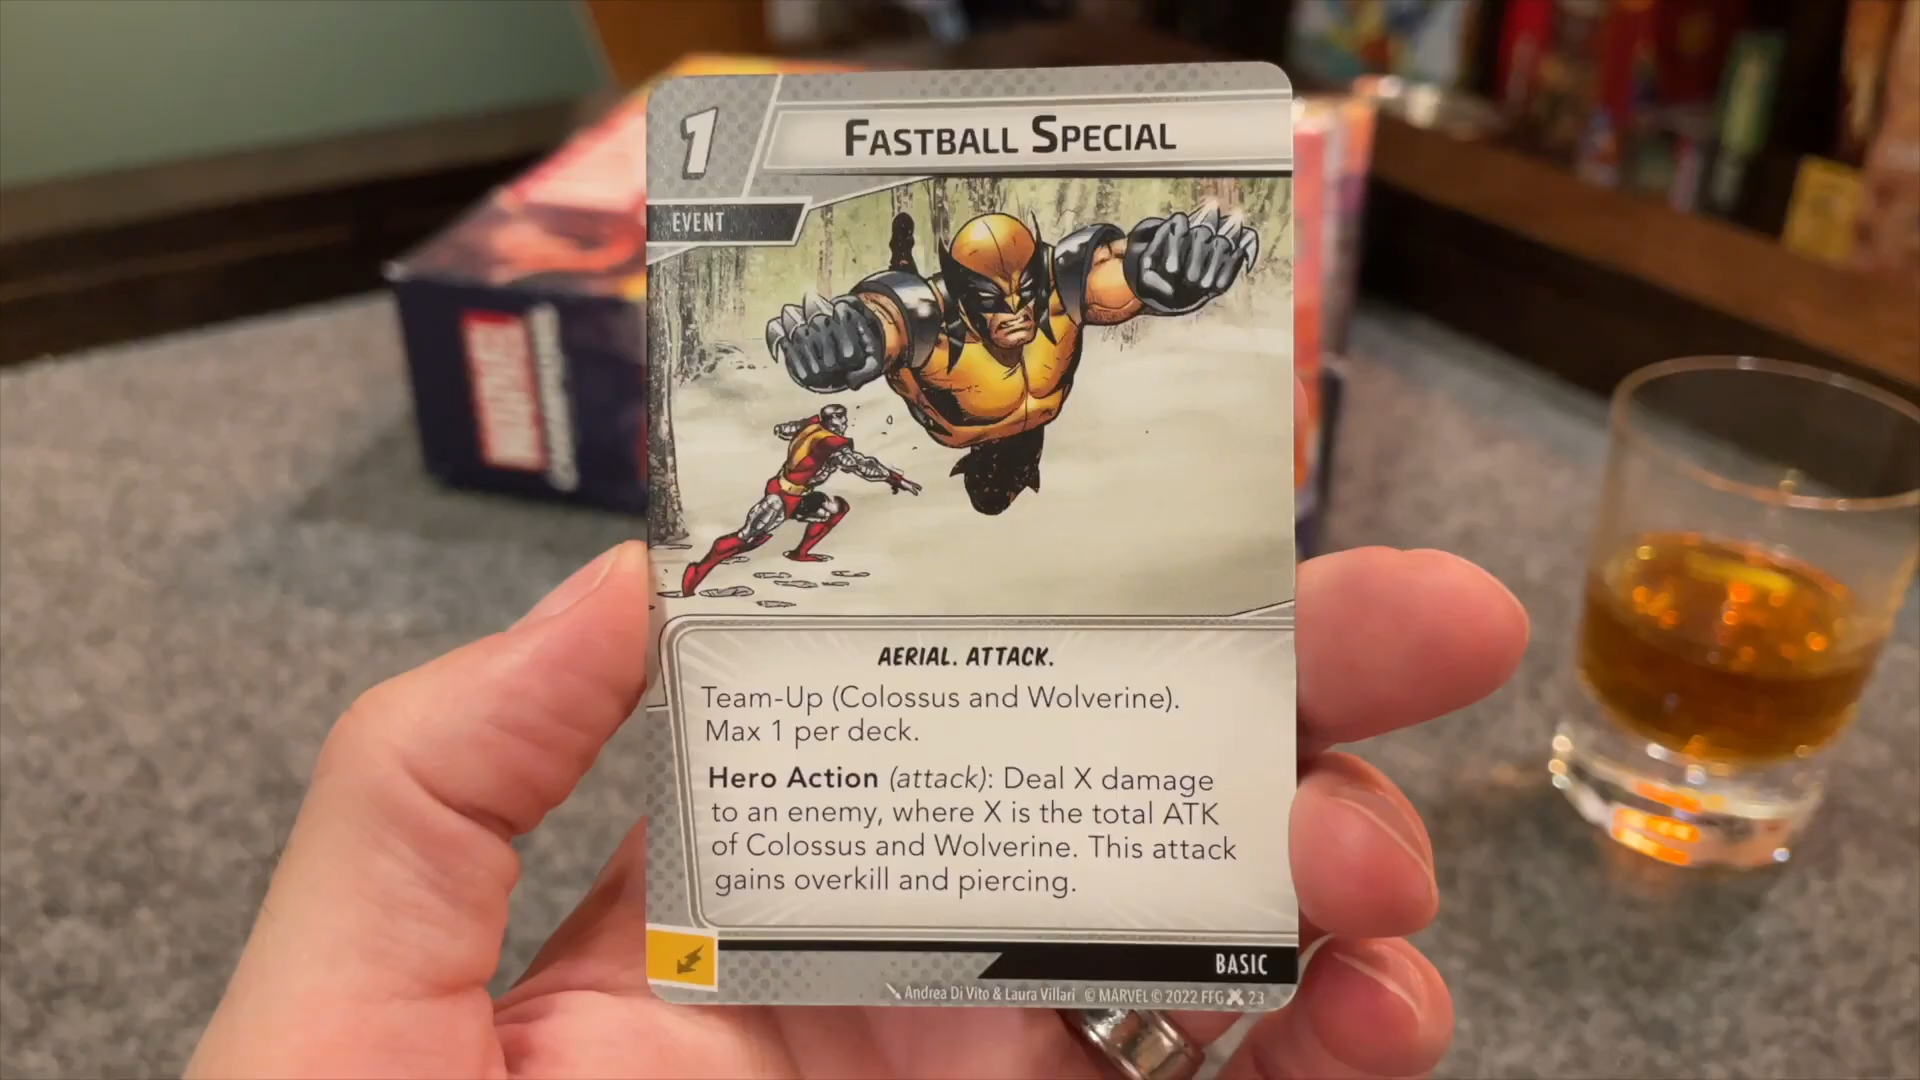 1
FASTBALL SPECIAL
EVENT
AERIAL. ATTACK.
Team-Up (Colossus and Wolverine).
Max 1 per deck.
Hero Action (attack): Deal X damage
to an enemy, where X is the total ATK
of Colossus and Wolverine. This attack
gains overkill and piercing.
BASIC
Andrea Di Vito & Laura Villari © MARVEL © 2022 FFG 23
MARVEL
CHAMPIONS